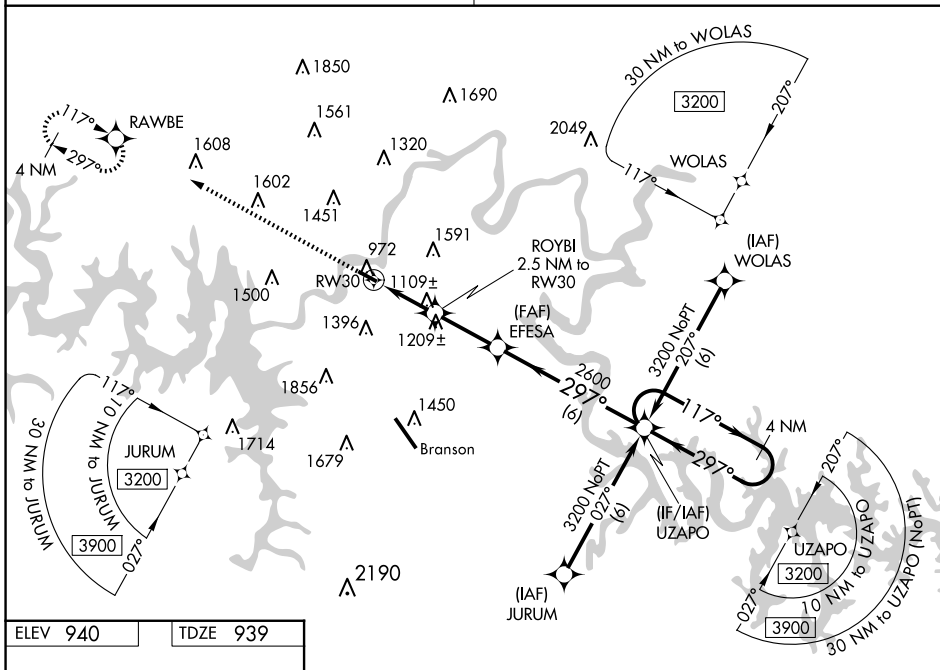 30 NM to WOLAS
3200
207°
WOLAS
117°
117°
297°
4 NM
RAWBE
1850
1690
1561
1608
1320
2049
1602
1451
972
RW30
1109±
1591
ROYBI
2.5 NM to
RW30
(FAF)
EFESA
(IAF)
WOLAS
1500
1396
1209±
3200 NoPT
207°
(6)
2600
297°
(6)
117°
4 NM
297°
1856
1450
Branson
1714
1679
117°
30 NM to JURUM
10 NM to JURUM
JURUM
3200
3900
027°
3200 NoPT
027°
(6)
(IF/IAF)
UZAPO
(IAF)
JURUM
207°
UZAPO
3200
10 NM to UZAPO
3900
30 NM to UZAPO (NoPT)
027°
2190
ELEV 940
TDZE 939